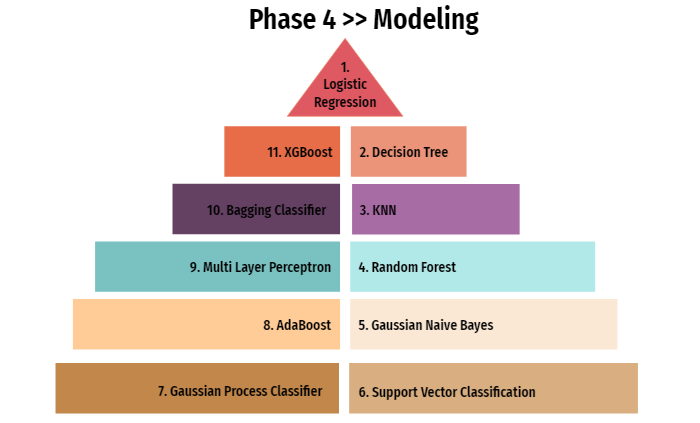 Phase 4 >> Modeling
1.
Logistic
Regression
11. XGBoost
2. Decision Tree
10. Bagging Classifier
3. KNN
9. Multi Layer Perceptron
4. Random Forest
8. AdaBoost
5. Gaussian Naive Bayes
7. Gaussian Process Classifier
6. Support Vector Classification